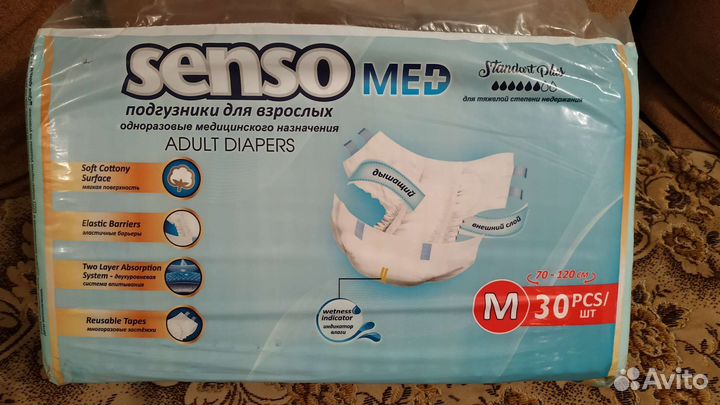 senso MED
Standart Plus
для тяжелой степени недержания
подгузники для взрослых
одноразовые медицинского назначения
ADULT DIAPERS
Soft Cottony
Surface
мягкая поверхность
Elastic Barriers
эластичные барьеры
Two Layer Absorption
System - двухуровневая
система впитывания
Reusable Tapes
многоразовые застёжки
дышащий
внешний слой
wetness
indicator
индикатор
влаги
70 - 120 см
M 30 PCS/
ШТ
Avito